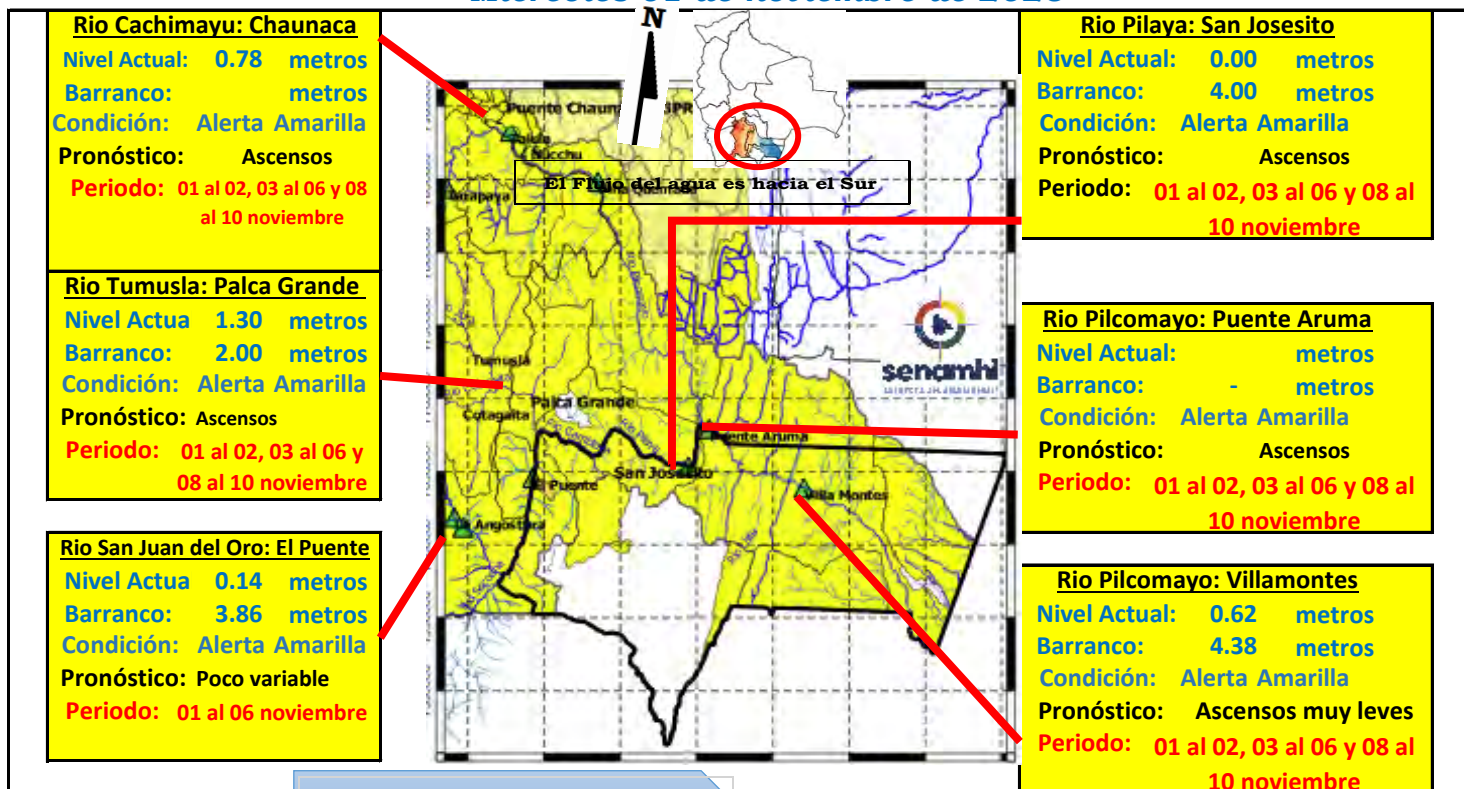 Rio Cachimayu: Chaunaca
Nivel Actual: 0.78 metros
Barranco: metros
Condición: Alerta Amarilla
Pronóstico: Ascensos
Periodo: 01 al 02, 03 al 06 y 08
al 10 noviembre
Rio Tumusla: Palca Grande
Nivel Actua 1.30 metros
Barranco: 2.00 metros
Condición: Alerta Amarilla
Pronóstico: Ascensos
Periodo: 01 al 02, 03 al 06 y
08 al 10 noviembre
Rio San Juan del Oro: El Puente
Nivel Actua 0.14 metros
Barranco: 3.86 metros
Condición: Alerta Amarilla
Pronóstico: Poco variable
Periodo: 01 al 06 noviembre
N
Puente Chaun
El Flujo del agua es hacia el Sur
Tumusla
Palca Grande
Cotagaita
San Josesito
Puente Aruma
El Puente
Villa Montes
Angostura
senamhi
Rio Pilaya: San Josesito
Nivel Actual: 0.00 metros
Barranco: 4.00 metros
Condición: Alerta Amarilla
Pronóstico: Ascensos
Periodo: 01 al 02, 03 al 06 y 08 al
10 noviembre
Rio Pilcomayo: Puente Aruma
Nivel Actual: metros
Barranco: - metros
Condición: Alerta Amarilla
Pronóstico: Ascensos
Periodo: 01 al 02, 03 al 06 y 08 al
10 noviembre
Rio Pilcomayo: Villamontes
Nivel Actual: 0.62 metros
Barranco: 4.38 metros
Condición: Alerta Amarilla
Pronóstico: Ascensos muy leves
Periodo: 01 al 02, 03 al 06 y 08 al
10 noviembre